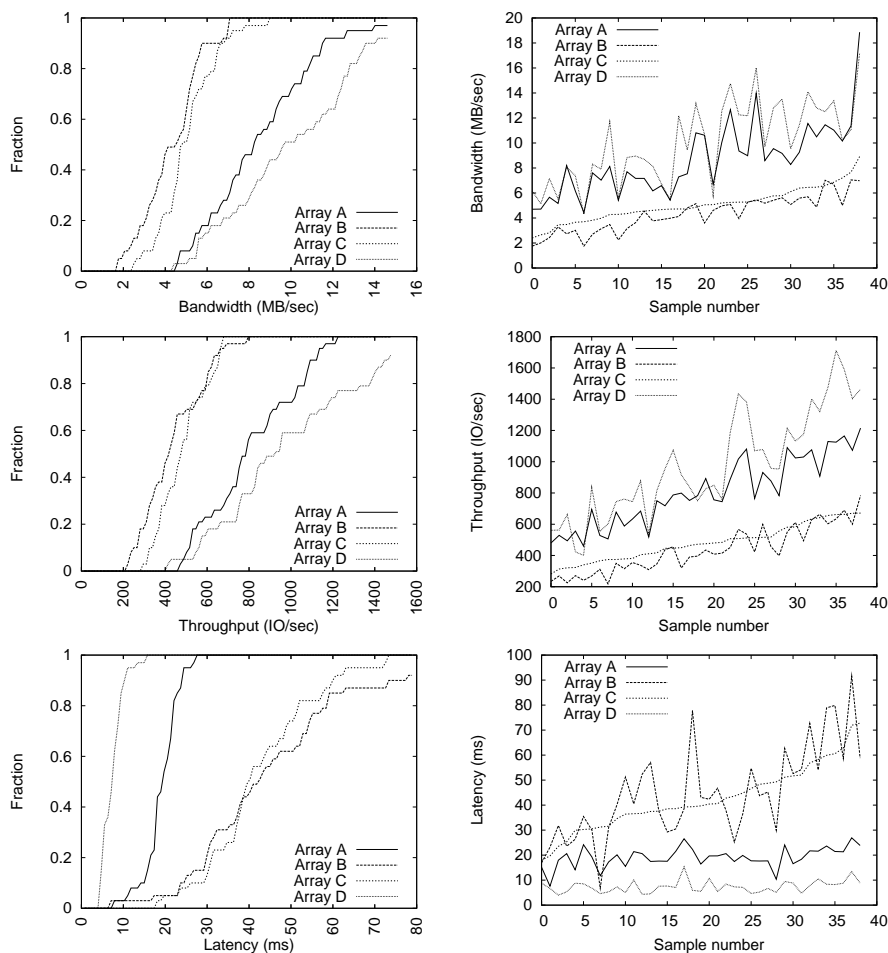 1
0.8
0.6
0.4
0.2
0
Fraction
0 2 4 6 8 10 12 14 16
Bandwidth (MB/sec)
Array A
Array B
Array C
Array D
20
18
16
14
12
10
8
6
4
2
0
Bandwidth (MB/sec)
0 5 10 15 20 25 30 35 40
Sample number
Array A
Array B
Array C
Array D
1
0.8
0.6
0.4
0.2
0
Fraction
0 200 400 600 800 1000 1200 1400 1600
Throughput (IO/sec)
Array A
Array B
Array C
Array D
1800
1600
1400
1200
1000
800
600
400
200
Throughput (IO/sec)
0 5 10 15 20 25 30 35 40
Sample number
Array A
Array B
Array C
Array D
1
0.8
0.6
0.4
0.2
0
Fraction
0 10 20 30 40 50 60 70 80
Latency (ms)
Array A
Array B
Array C
Array D
100
90
80
70
60
50
40
30
20
10
0
Latency (ms)
0 5 10 15 20 25 30 35 40
Sample number
Array A
Array B
Array C
Array D